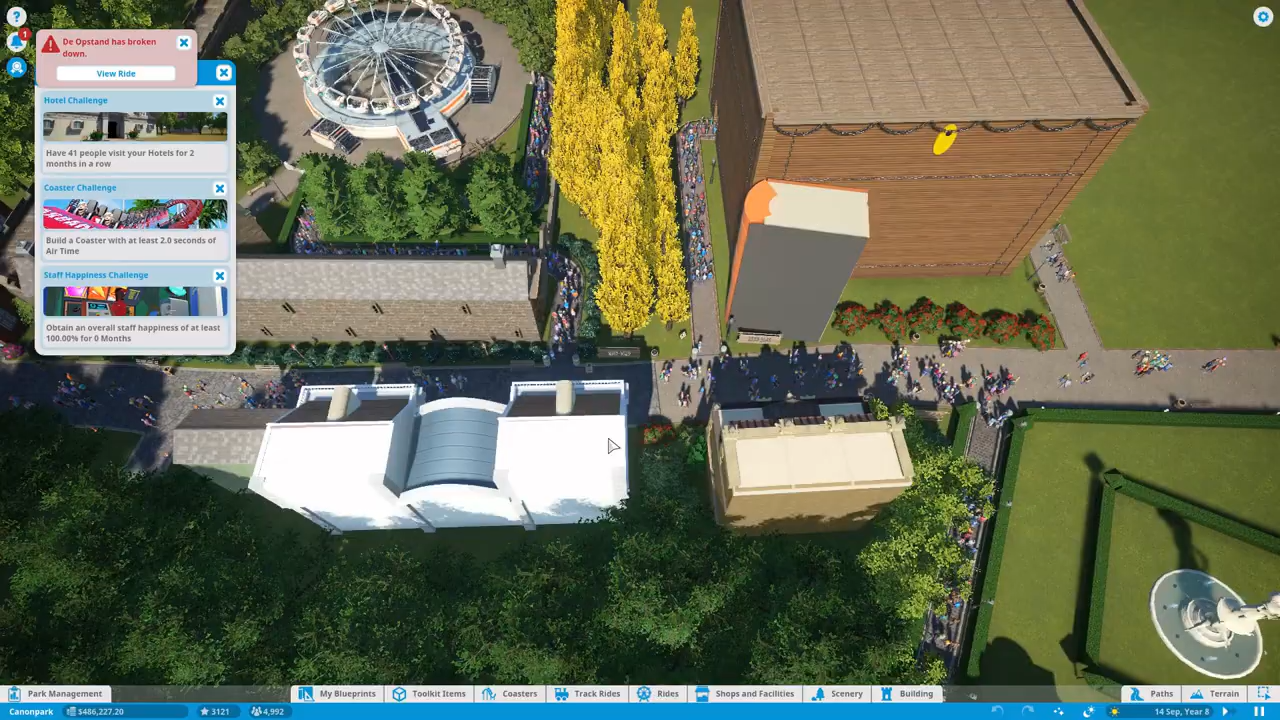 ?
1
De Opstand has broken
down.
View Ride
Hotel Challenge
Have 41 people visit your Hotels for 2
months in a row
Coaster Challenge
Build a Coaster with at least 2.0 seconds of
Air Time
Staff Happiness Challenge
Obtain an overall staff happiness of at least
100.00% for 0 Months
Park Management
My Blueprints
Toolkit Items
Coasters
Track Rides
Rides
Shops and Facilities
Scenery
Building
Paths
Terrain
Canonpark
$486,227.20
3121
4,992
14 Sep, Year 8